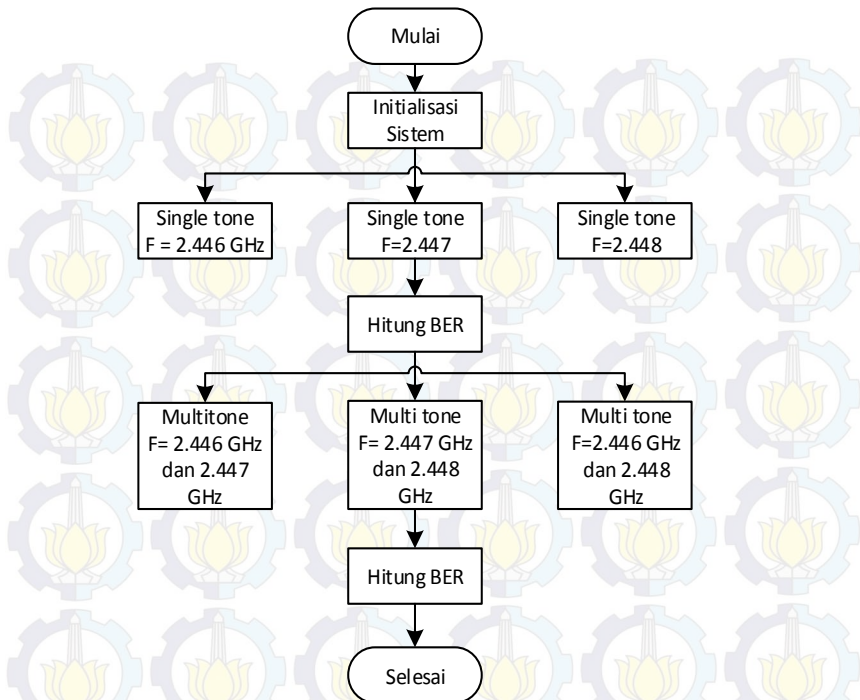 Mulai
Initialisasi
Sistem
Single tone
F = 2.446 GHz
Single tone
F=2.447
Single tone
F=2.448
Hitung BER
Multitone
F= 2.446 GHz
dan 2.447
GHz
Multi tone
F= 2.447 GHz
dan 2.448
GHz
Multi tone
F=2.446 GHz
dan 2.448
GHz
Hitung BER
Selesai